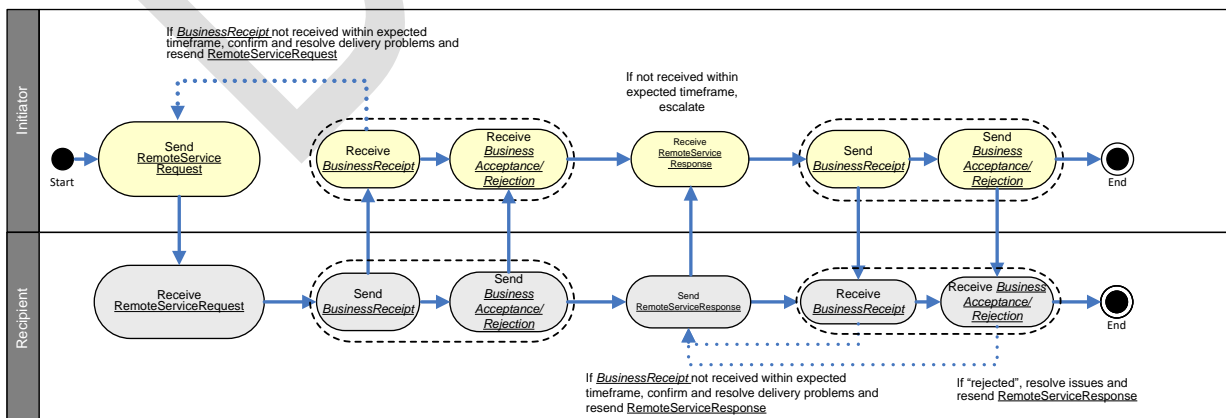 Initiator
If BusinessReceipt not received within expected
timeframe, confirm and resolve delivery problems and
resend RemoteServiceRequest
If not received within
expected timeframe,
escalate
Start
Send
RemoteService
Request
Receive
BusinessReceipt
Receive
Business
Acceptance/
Rejection
Receive
RemoteService
Response
Send
BusinessReceipt
Send
Business
Acceptance/
Rejection
End
Recipient
Receive
RemoteServiceRequest
Send
BusinessReceipt
Send
Business
Acceptance/
Rejection
Send
RemoteServiceResponse
Receive
BusinessReceipt
Receive Business
Acceptance/
Rejection
End
If BusinessReceipt not received within expected
timeframe, confirm and resolve delivery problems and
resend RemoteServiceResponse
If “rejected”, resolve issues and
resend RemoteServiceResponse